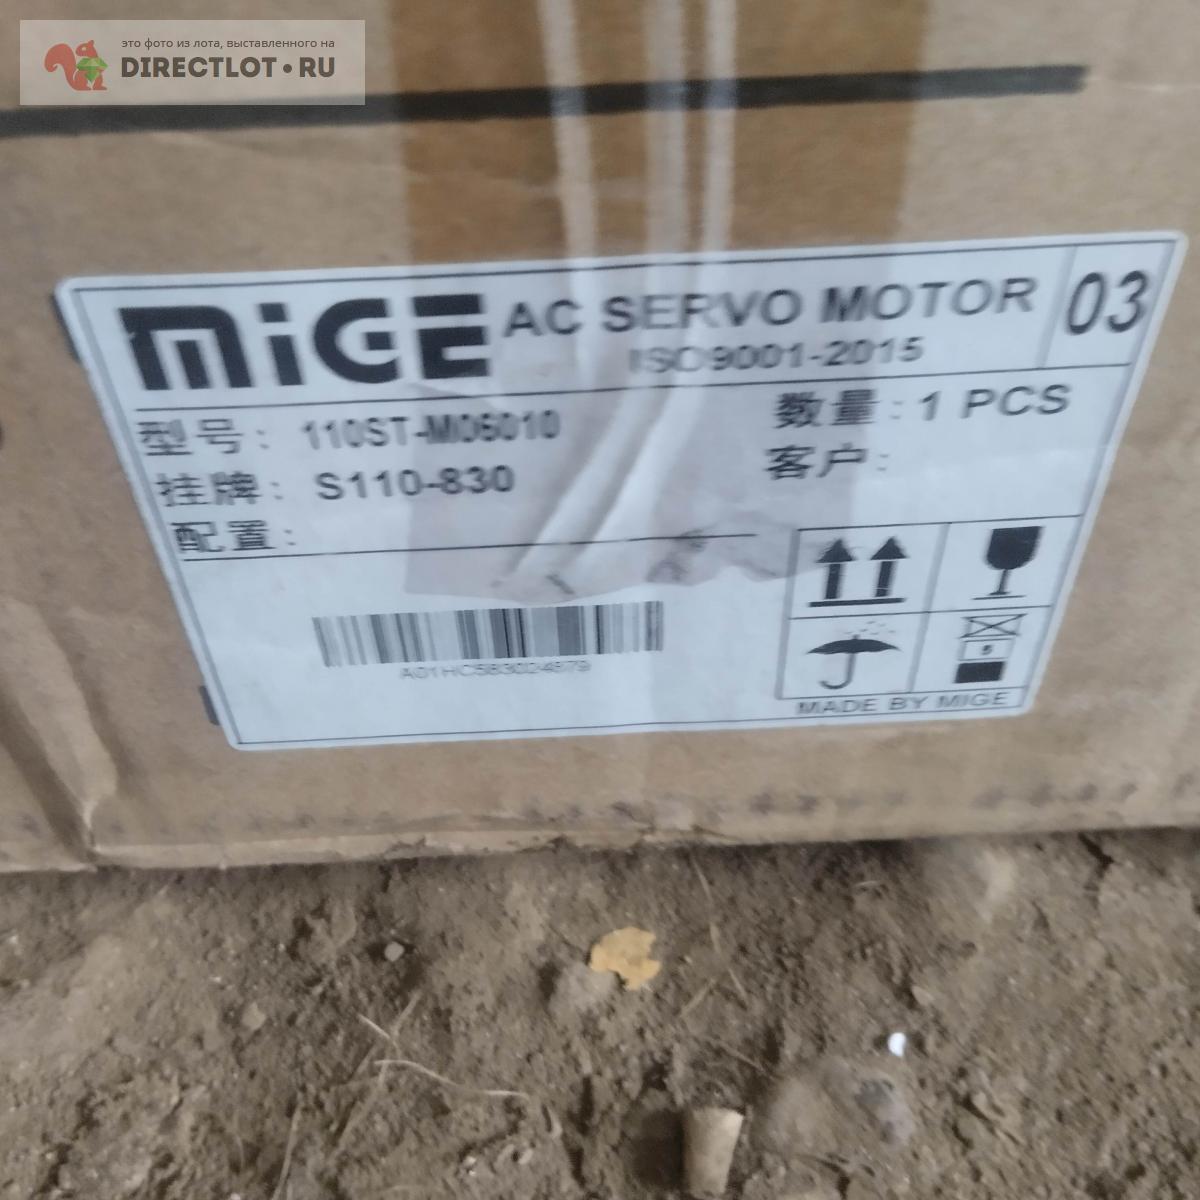 это фото из лота, выставленного на
DIRECTLOT.RU
MiGE AC SERVO MOTOR 03
ISO9001-2015
型号: 110ST-M06010 数量: 1 PCS
挂牌: S110-830 客户:
配置:
A01HC583024879
6
MADE BY MIGE